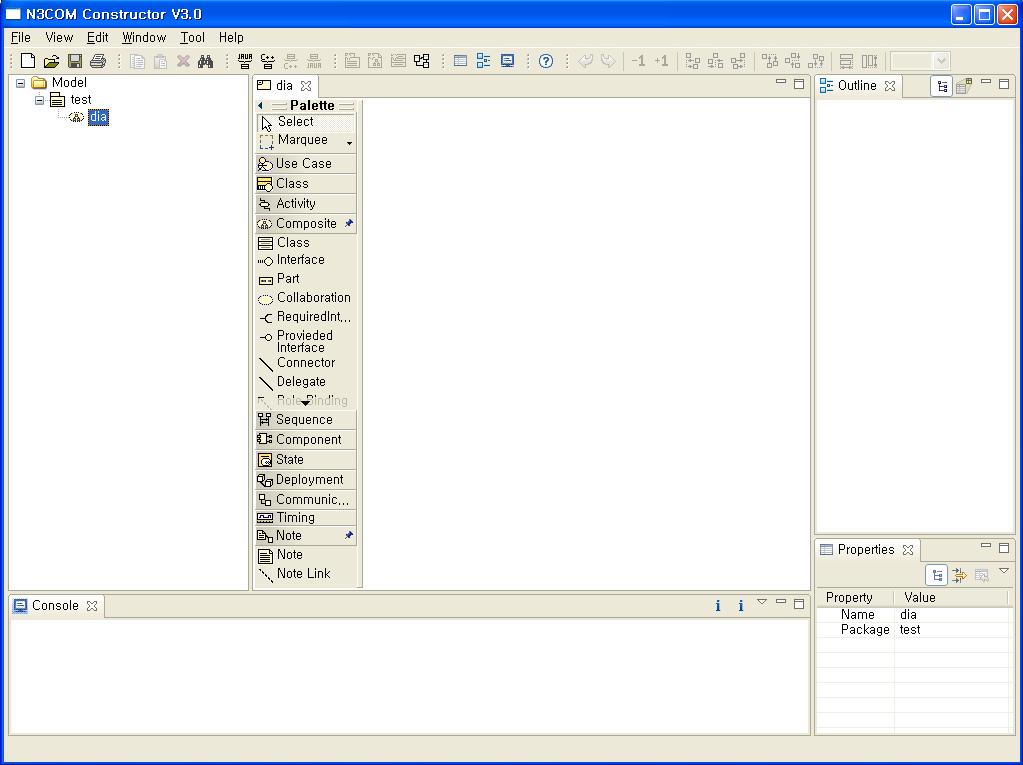 N3COM Constructor V3.0
File View Edit Window Tool Help
-1 +1
Model
test
dia
dia
Palette
Select
Marquee
Use Case
Class
Activity
Composite
Class
Interface
Part
Collaboration
RequiredInt...
Provieded
Interface
Connector
Delegate
Role Binding
Sequence
Component
State
Deployment
Communic...
Timing
Note
Note
Note Link
Outline
Properties
Property Value
Name dia
Package test
Console